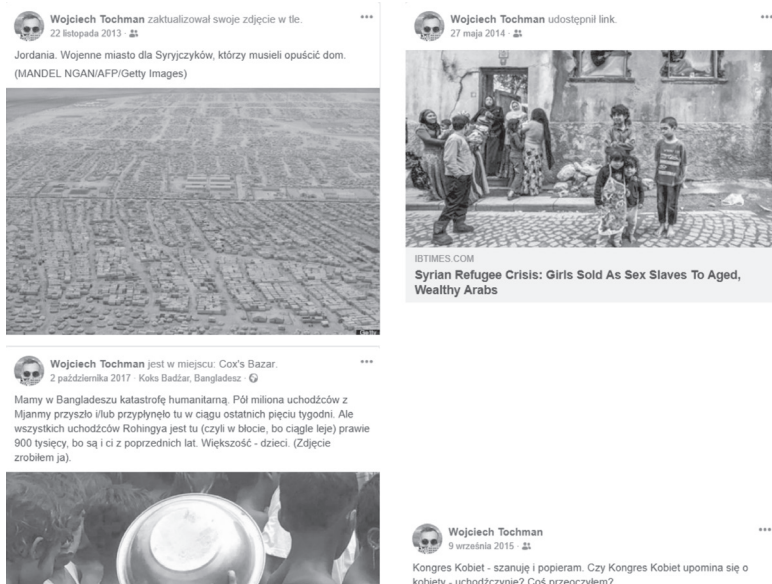 Wojciech Tochman zaktualizował swoje zdjęcie w tle.
22 listopada 2013
Jordania. Wojenne miasto dla Syryjczyków, którzy musieli opuścić dom.
(MANDEL NGAN/AFP/Getty Images)
Wojciech Tochman jest w miejscu: Cox's Bazar.
2 października 2017 · Koks Badźar, Bangladesz ·
Mamy w Bangladeszu katastrofę humanitarną. Pół miliona uchodźców z
Mjanmy przyszło i/lub przypłynęło tu w ciągu ostatnich pięciu tygodni. Ale
wszystkich uchodźców Rohingya jest tu (czyli w błocie, bo ciągle leje) prawie
900 tysięcy, bo są i ci z poprzednich lat. Większość - dzieci. (Zdjęcie
zrobiłem ja).
Wojciech Tochman udostępnił link.
27 maja 2014 ·
IBTIMES.COM
Syrian Refugee Crisis: Girls Sold As Sex Slaves To Aged,
Wealthy Arabs
Wojciech Tochman
9 września 2015 ·
Kongres Kobiet - szanuję i popieram. Czy Kongres Kobiet upomina się o
kobiety - uchodźczynie? Coś przeoczyłem?